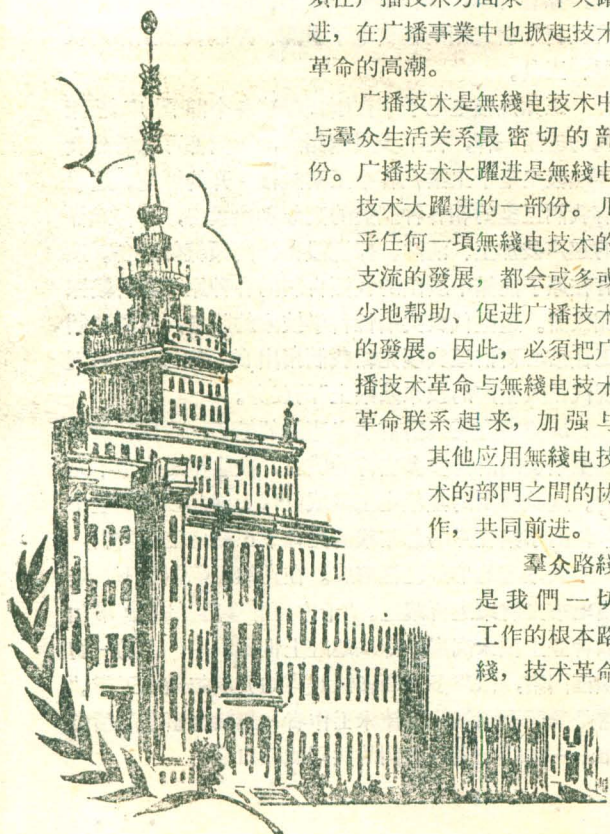 进，在广播事業中也掀起技术
革命的高潮。
广播技术是無綫电技术中
与羣众生活关系最密切的部
份。广播技术大躍进是無綫电
技术大躍进的一部份。几
乎任何一項無綫电技术的
支流的發展，都会或多或
少地帮助、促进广播技术
的發展。因此，必須把广
播技术革命与無綫电技术
革命联系起来，加强与
其他应用無綫电技
术的部門之間的协
作，共同前进。
羣众路綫
是我們一切
工作的根本路
綫，技术革命